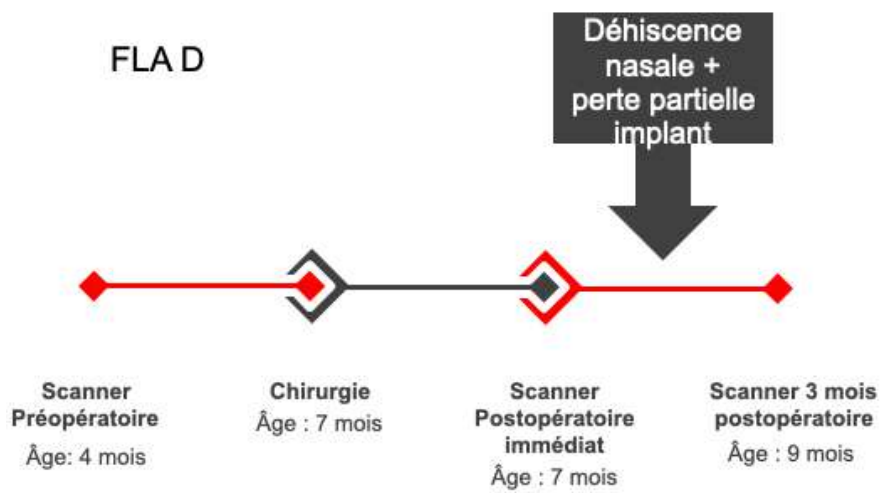 FLA D
Déhiscence
nasale +
perte partielle
implant
Scanner
Préopératoire
Âge: 4 mois
Chirurgie
Âge : 7 mois
Scanner
Postopératoire
immédiat
Âge : 7 mois
Scanner 3 mois
postopératoire
Âge : 9 mois